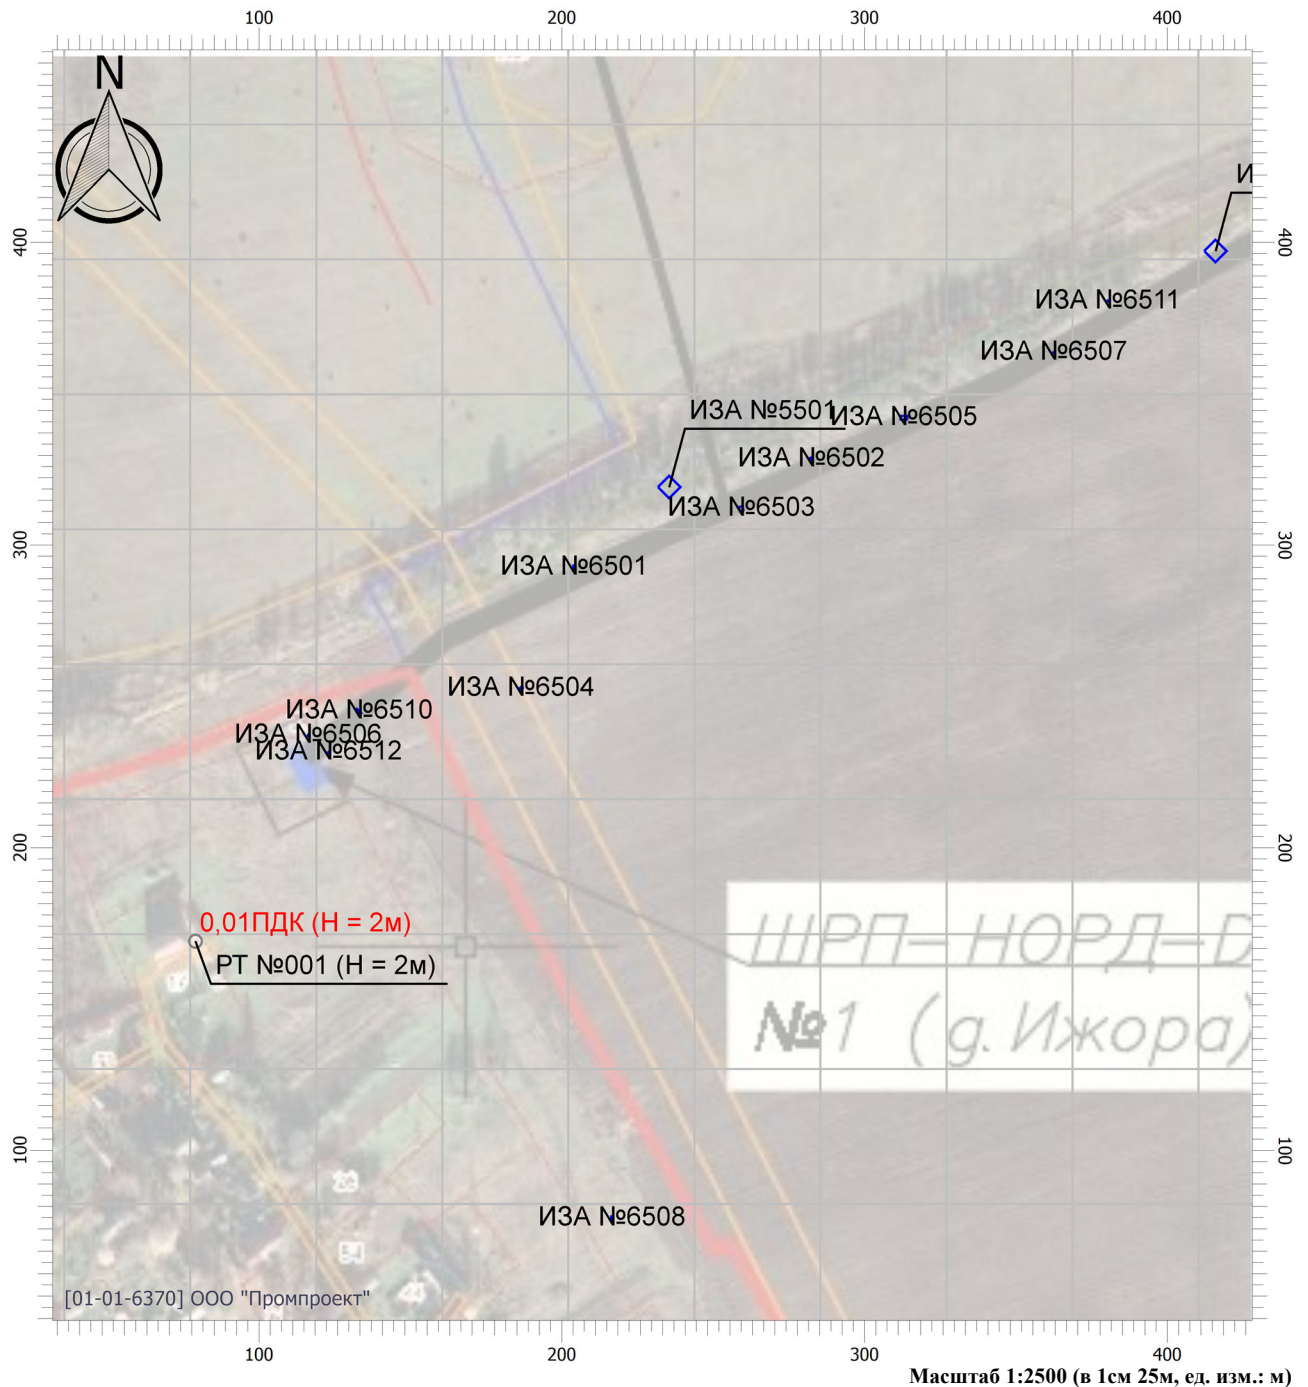 100 200 300 400
N
И
400 400
ИЗА №6511
ИЗА №6507
ИЗА №5501
ИЗА №6505
ИЗА №6502
ИЗА №6503
300 300
ИЗА №6501
ИЗА №6504
ИЗА №6510
ИЗА №6506
ИЗА №6512
200 200
0,01ПДК (Н = 2м)
РТ №001 (Н = 2м)
ШРП– НОРД–D
№1 (д. Ижора)
100 100
ИЗА №6508
[01-01-6370] ООО "Промпроект"
100 200 300 400
Масштаб 1:2500 (в 1см 25м, ед. изм.: м)